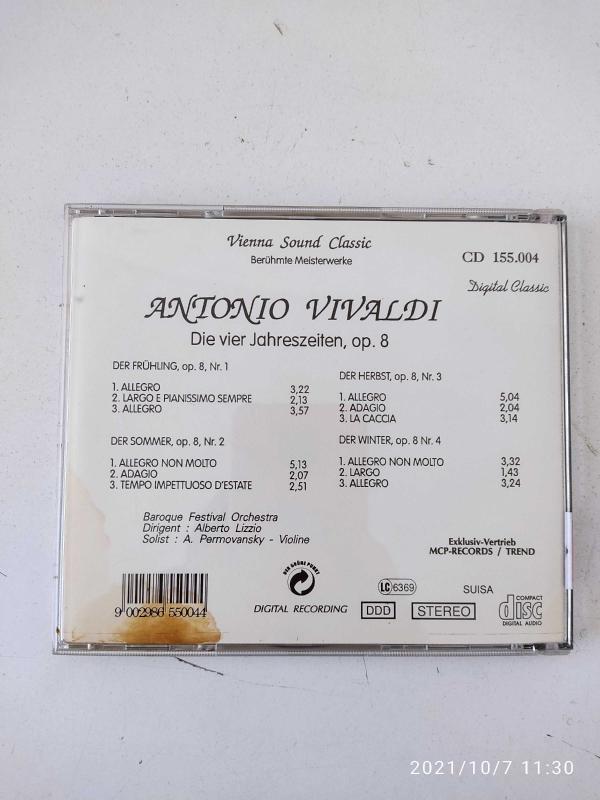 Vienna Sound Classic
Berühmte Meisterwerke
CD 155.004
Digital Classic
ANTONIO VIVALDI
Die vier Jahreszeiten, op. 8
DER FRÜHLING, op. 8, Nr. 1
1. ALLEGRO 3,22
2. LARGO E PIANISSIMO SEMPRE 2,13
3. ALLEGRO 3,57
DER SOMMER, op. 8, Nr. 2
1. ALLEGRO NON MOLTO 5,13
2. ADAGIO 2,07
3. TEMPO IMPETTUOSO D'ESTATE 2,51
DER HERBST, op. 8, Nr. 3
1. ALLEGRO 5,04
2. ADAGIO 2,04
3. LA CACCIA 3,14
DER WINTER, op. 8 Nr. 4
1. ALLEGRO NON MOLTO 3,32
2. LARGO 1,43
3. ALLEGRO 3,24
Baroque Festival Orchestra
Dirigent : Alberto Lizzio
Solist : A. Permovansky - Violine
Exklusiv-Vertrieb
MCP-RECORDS / TREND
9 002986 550044
DER GRÜNE PUNKT
DIGITAL RECORDING
DDD
LC 6369
STEREO
SUISA
COMPACT
disc
DIGITAL AUDIO
2021/10/7 11:30